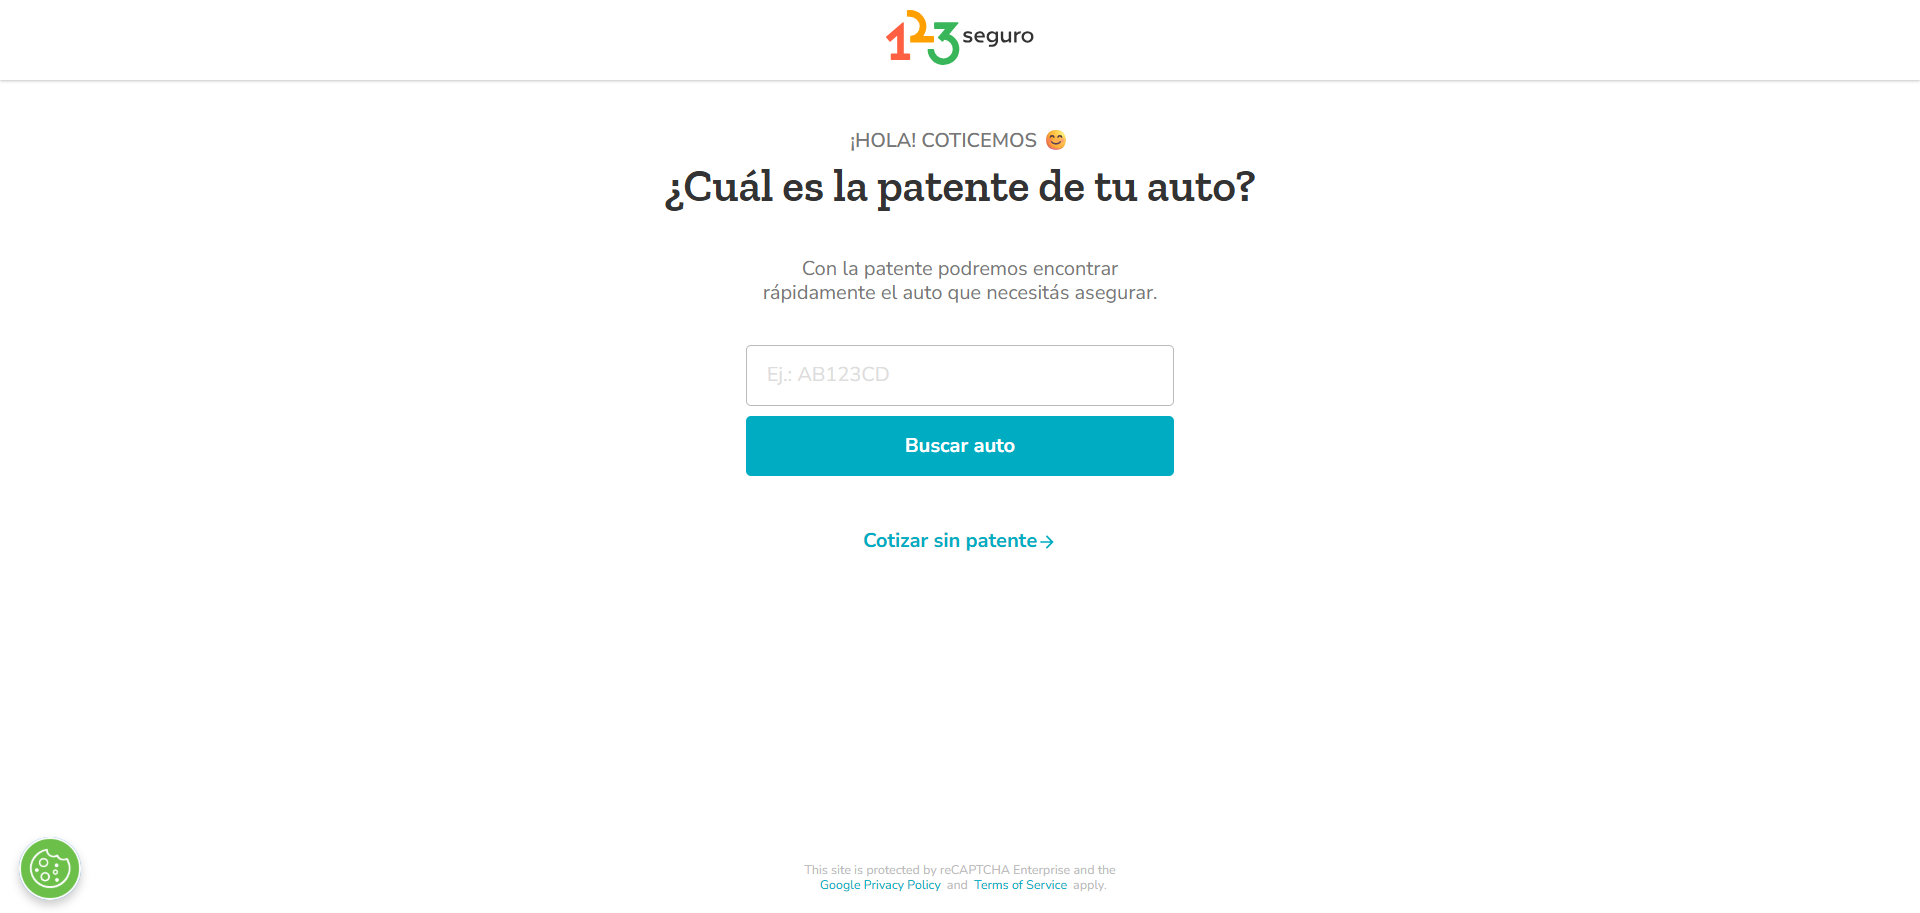 123 seguro
¡HOLA! COTICEMOS 😊
¿Cuál es la patente de tu auto?
Con la patente podremos encontrar
rápidamente el auto que necesitás asegurar.
Ej.: AB123CD
Buscar auto
Cotizar sin patente→
This site is protected by reCAPTCHA Enterprise and the
Google Privacy Policy and Terms of Service apply.